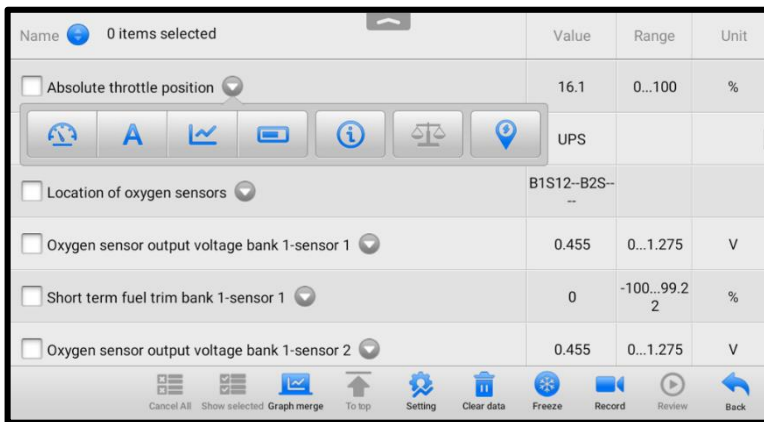 Name 0 items selected Value Range Unit
Absolute throttle position 16.1 0...100 %
A UPS
Location of oxygen sensors B1S12--B2S--
--
Oxygen sensor output voltage bank 1-sensor 1 0.455 0...1.275 V
Short term fuel trim bank 1-sensor 1 0 -100...99.2 %
2
Oxygen sensor output voltage bank 1-sensor 2 0.455 0...1.275 V
Cancel All Show selected Graph merge To top Setting Clear data Freeze Record Review Back